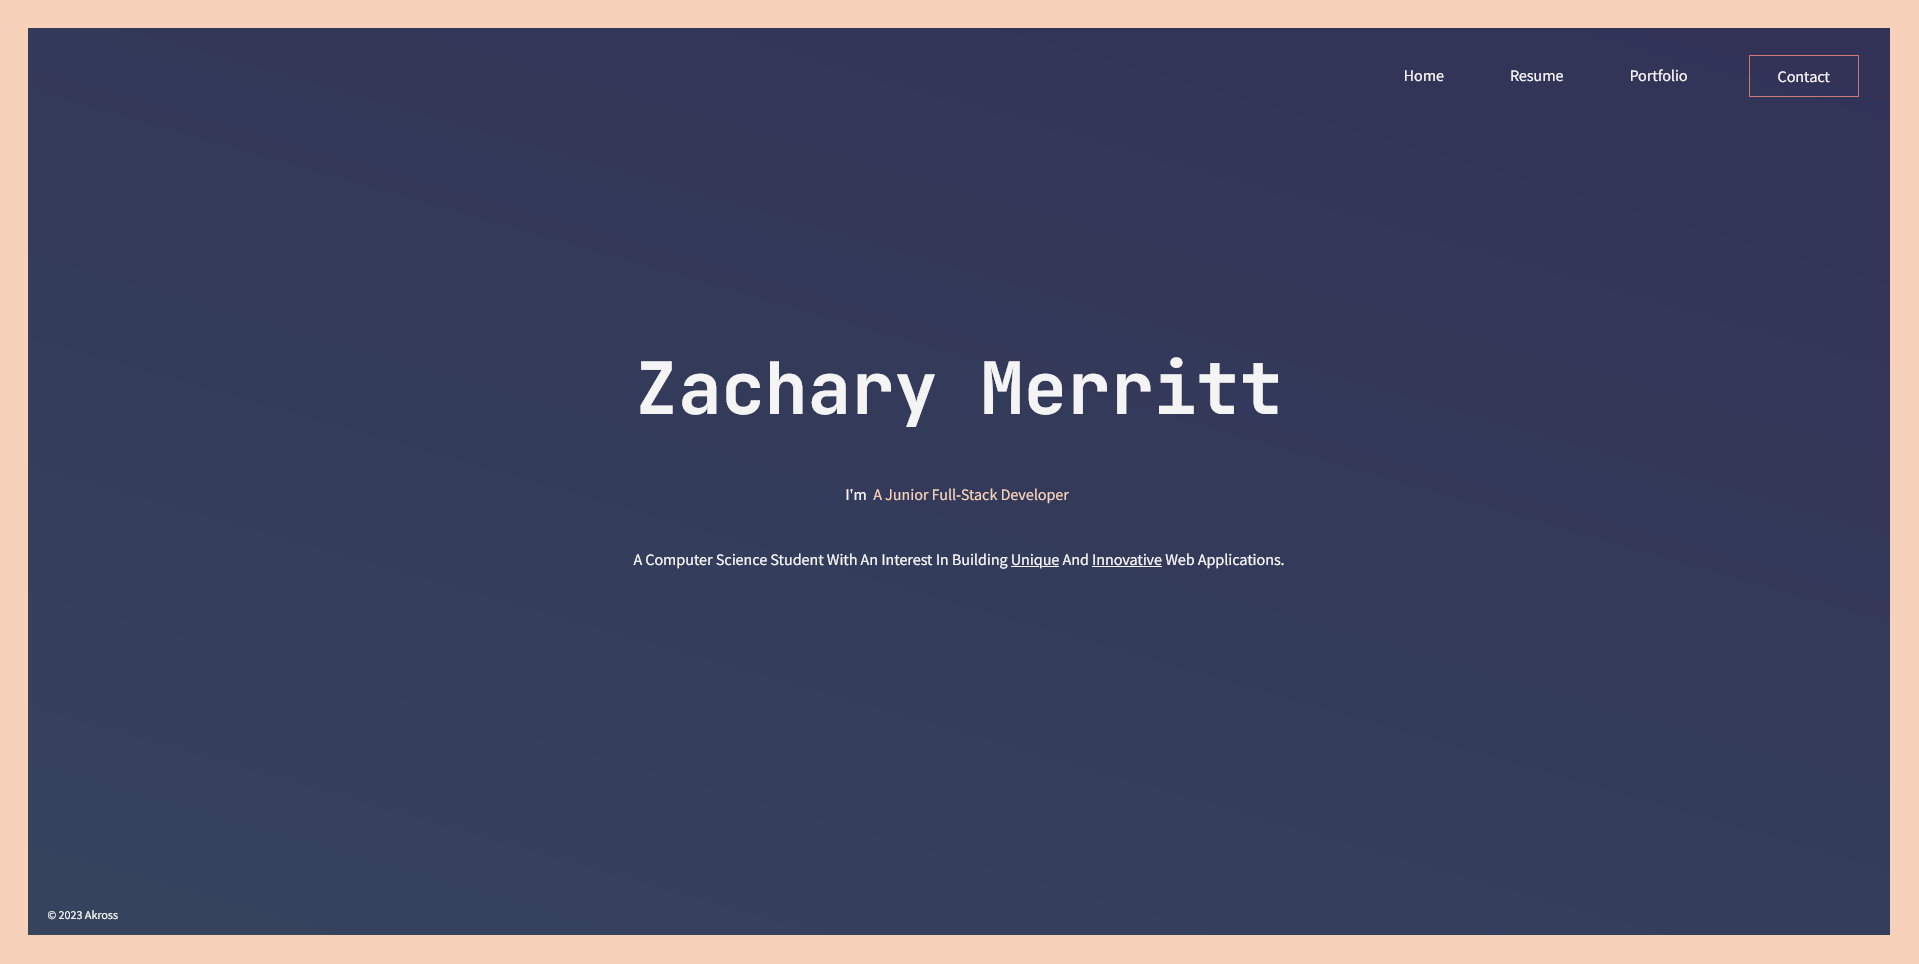 Home Resume Portfolio Contact
Zachary Merritt
I'm A Junior Full-Stack Developer
A Computer Science Student With An Interest In Building Unique And Innovative Web Applications.
© 2023 Akross